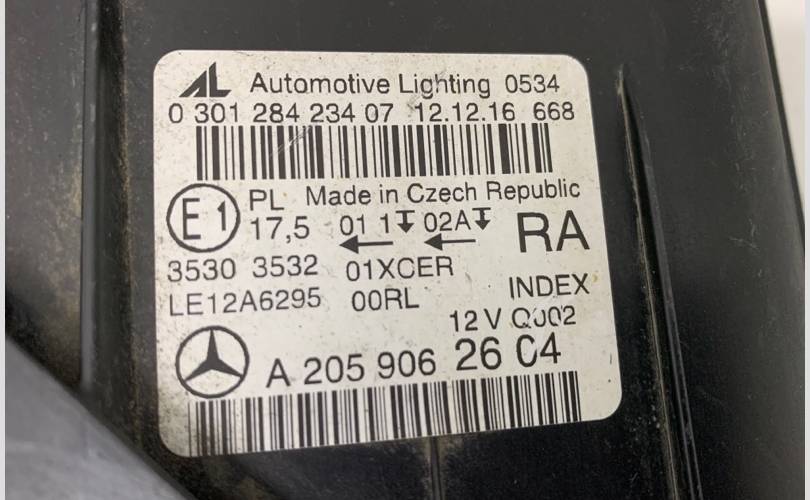 AL Automotive Lighting 0534
0 301 284 234 07 12.12.16 668
E1 PL Made in Czech Republic
17,5 01 1 02A RA
3530 3532 01XCER
LE12A6295 00RL INDEX
12 V Q002
A 205 906 26 04